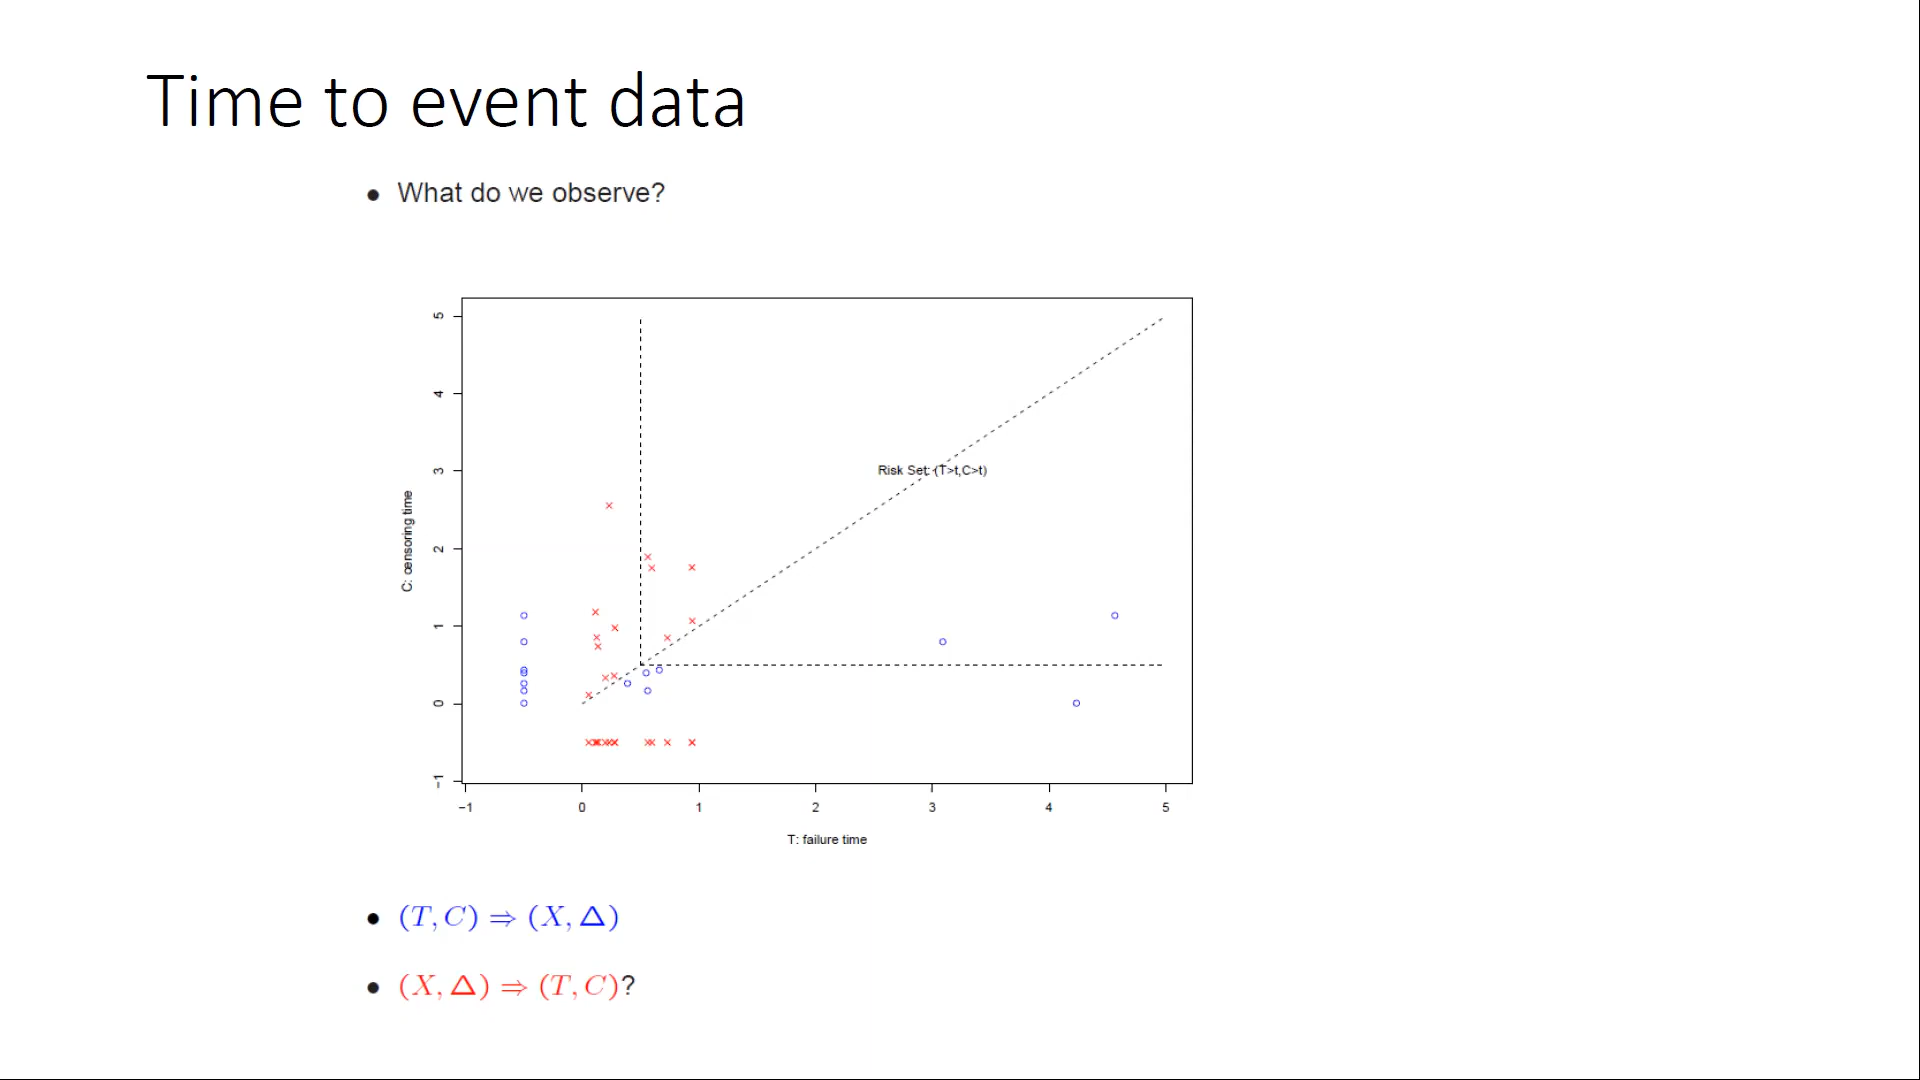 Time to event data
• What do we observe?
5
4
3
2
1
0
−1
C: censoring time
Risk Set: (T>t,C>t)
−1 0 1 2 3 4 5
T: failure time
• (T, C) ⇒ (X, Δ)
• (X, Δ) ⇒ (T, C)?